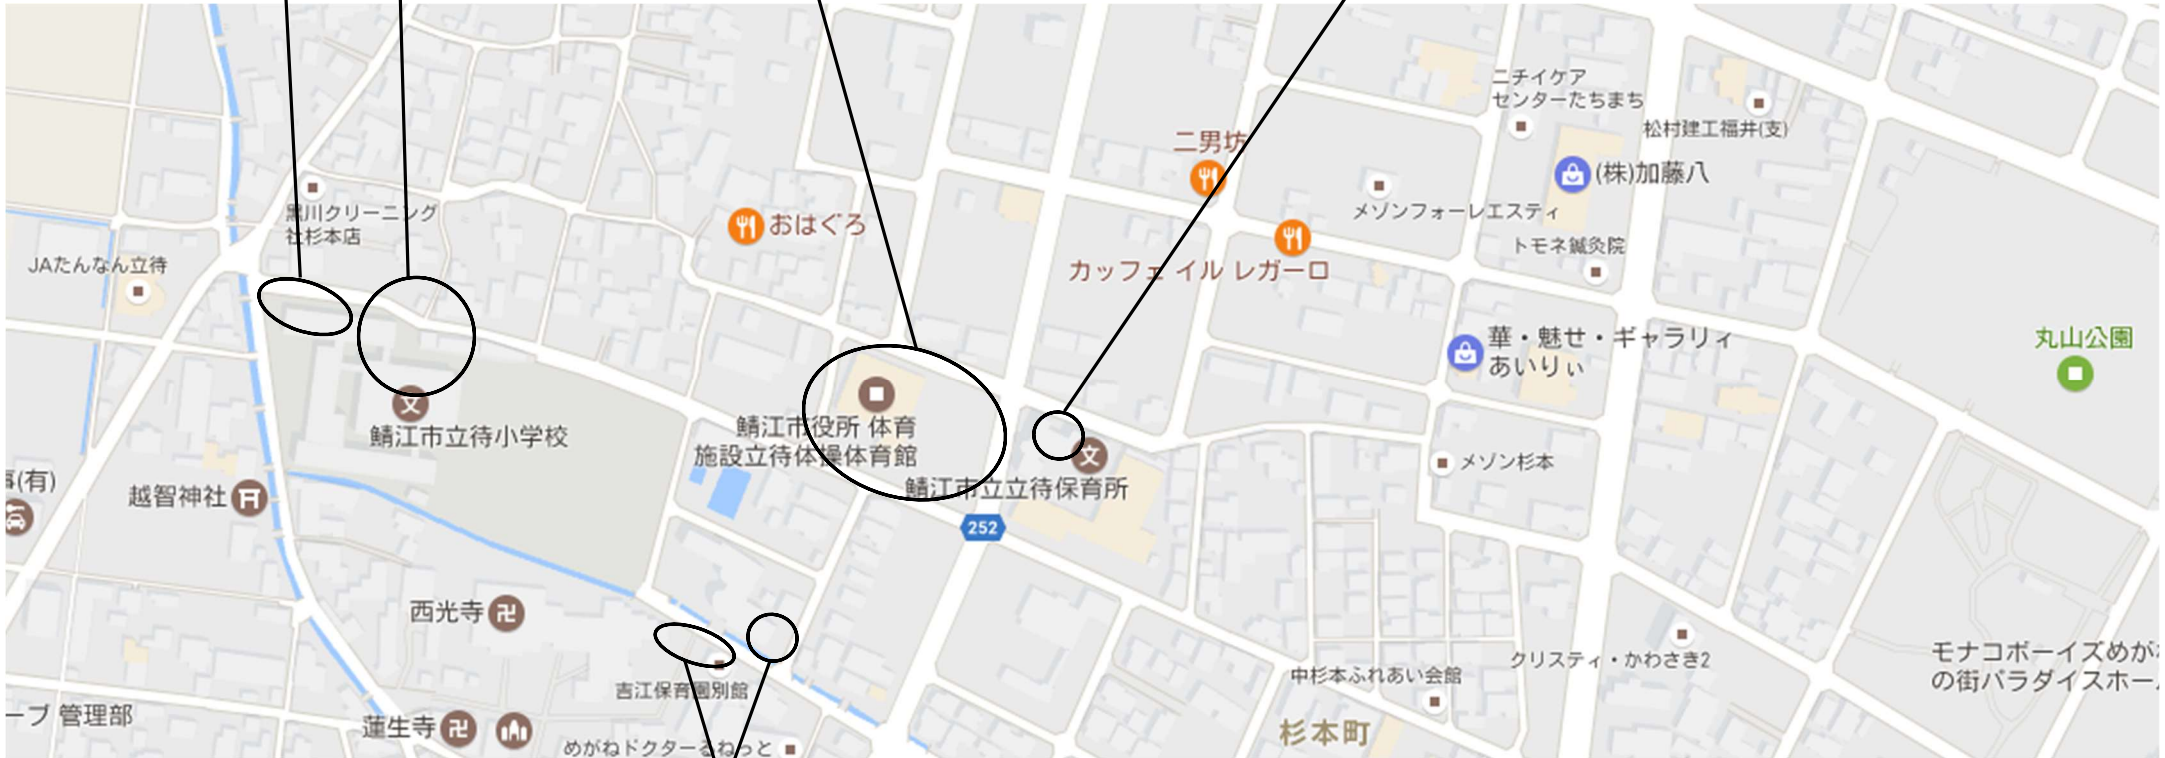 ニチイケア
センターたちまち
松村建工福井(支)
二男坊
(株)加藤八
黒川クリーニング
社杉本店
おはぐろ
メゾンフォーレエスティ
トモネ鍼灸院
JAたんなん立待
カッフェ イル レガーロ
華・魅せ・ギャラリィ
あいりぃ
丸山公園
鯖江市立待小学校
鯖江市役所 体育
施設立待体操体育館
メゾン杉本
(有)
越智神社
鯖江市立立待保育所
252
西光寺
吉江保育園別館
中杉本ふれあい会館
クリスティ・かわさき2
モナコボーイズめが
の街パラダイスホー
ーブ 管理部
蓮生寺
杉本町
めがねドクターるねっと